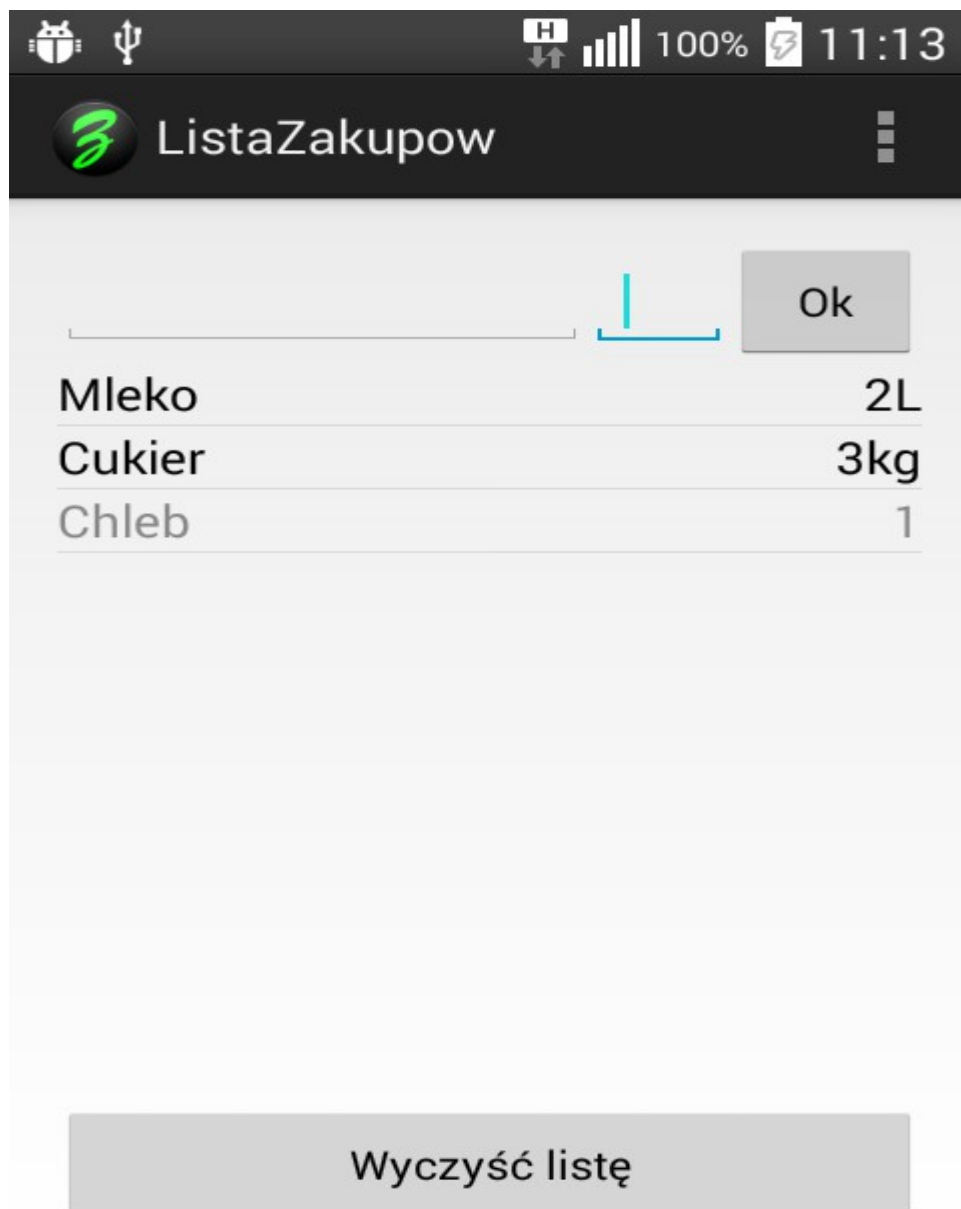 H 100% 11:13
ListaZakupow
Ok
Mleko 2L
Cukier 3kg
Chleb 1
Wyczyść listę